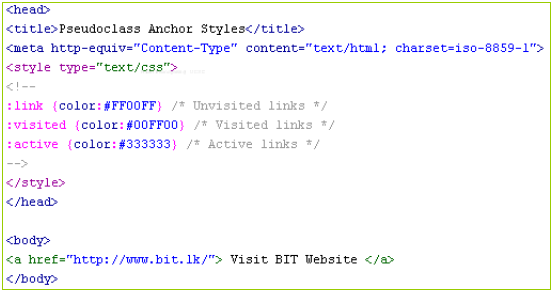 <head>
<title>Pseudoclass Anchor Styles</title>
<meta http-equiv="Content-Type" content="text/html; charset=iso-8859-1">
<style type="text/css">
<!--
:link {color:#FF00FF} /* Unvisited links */
:visited {color:#00FF00} /* Visited links */
:active {color:#333333} /* Active links */
-->
</style>
</head>

<body>
<a href="http://www.bit.lk/"> Visit BIT Website </a>
</body>